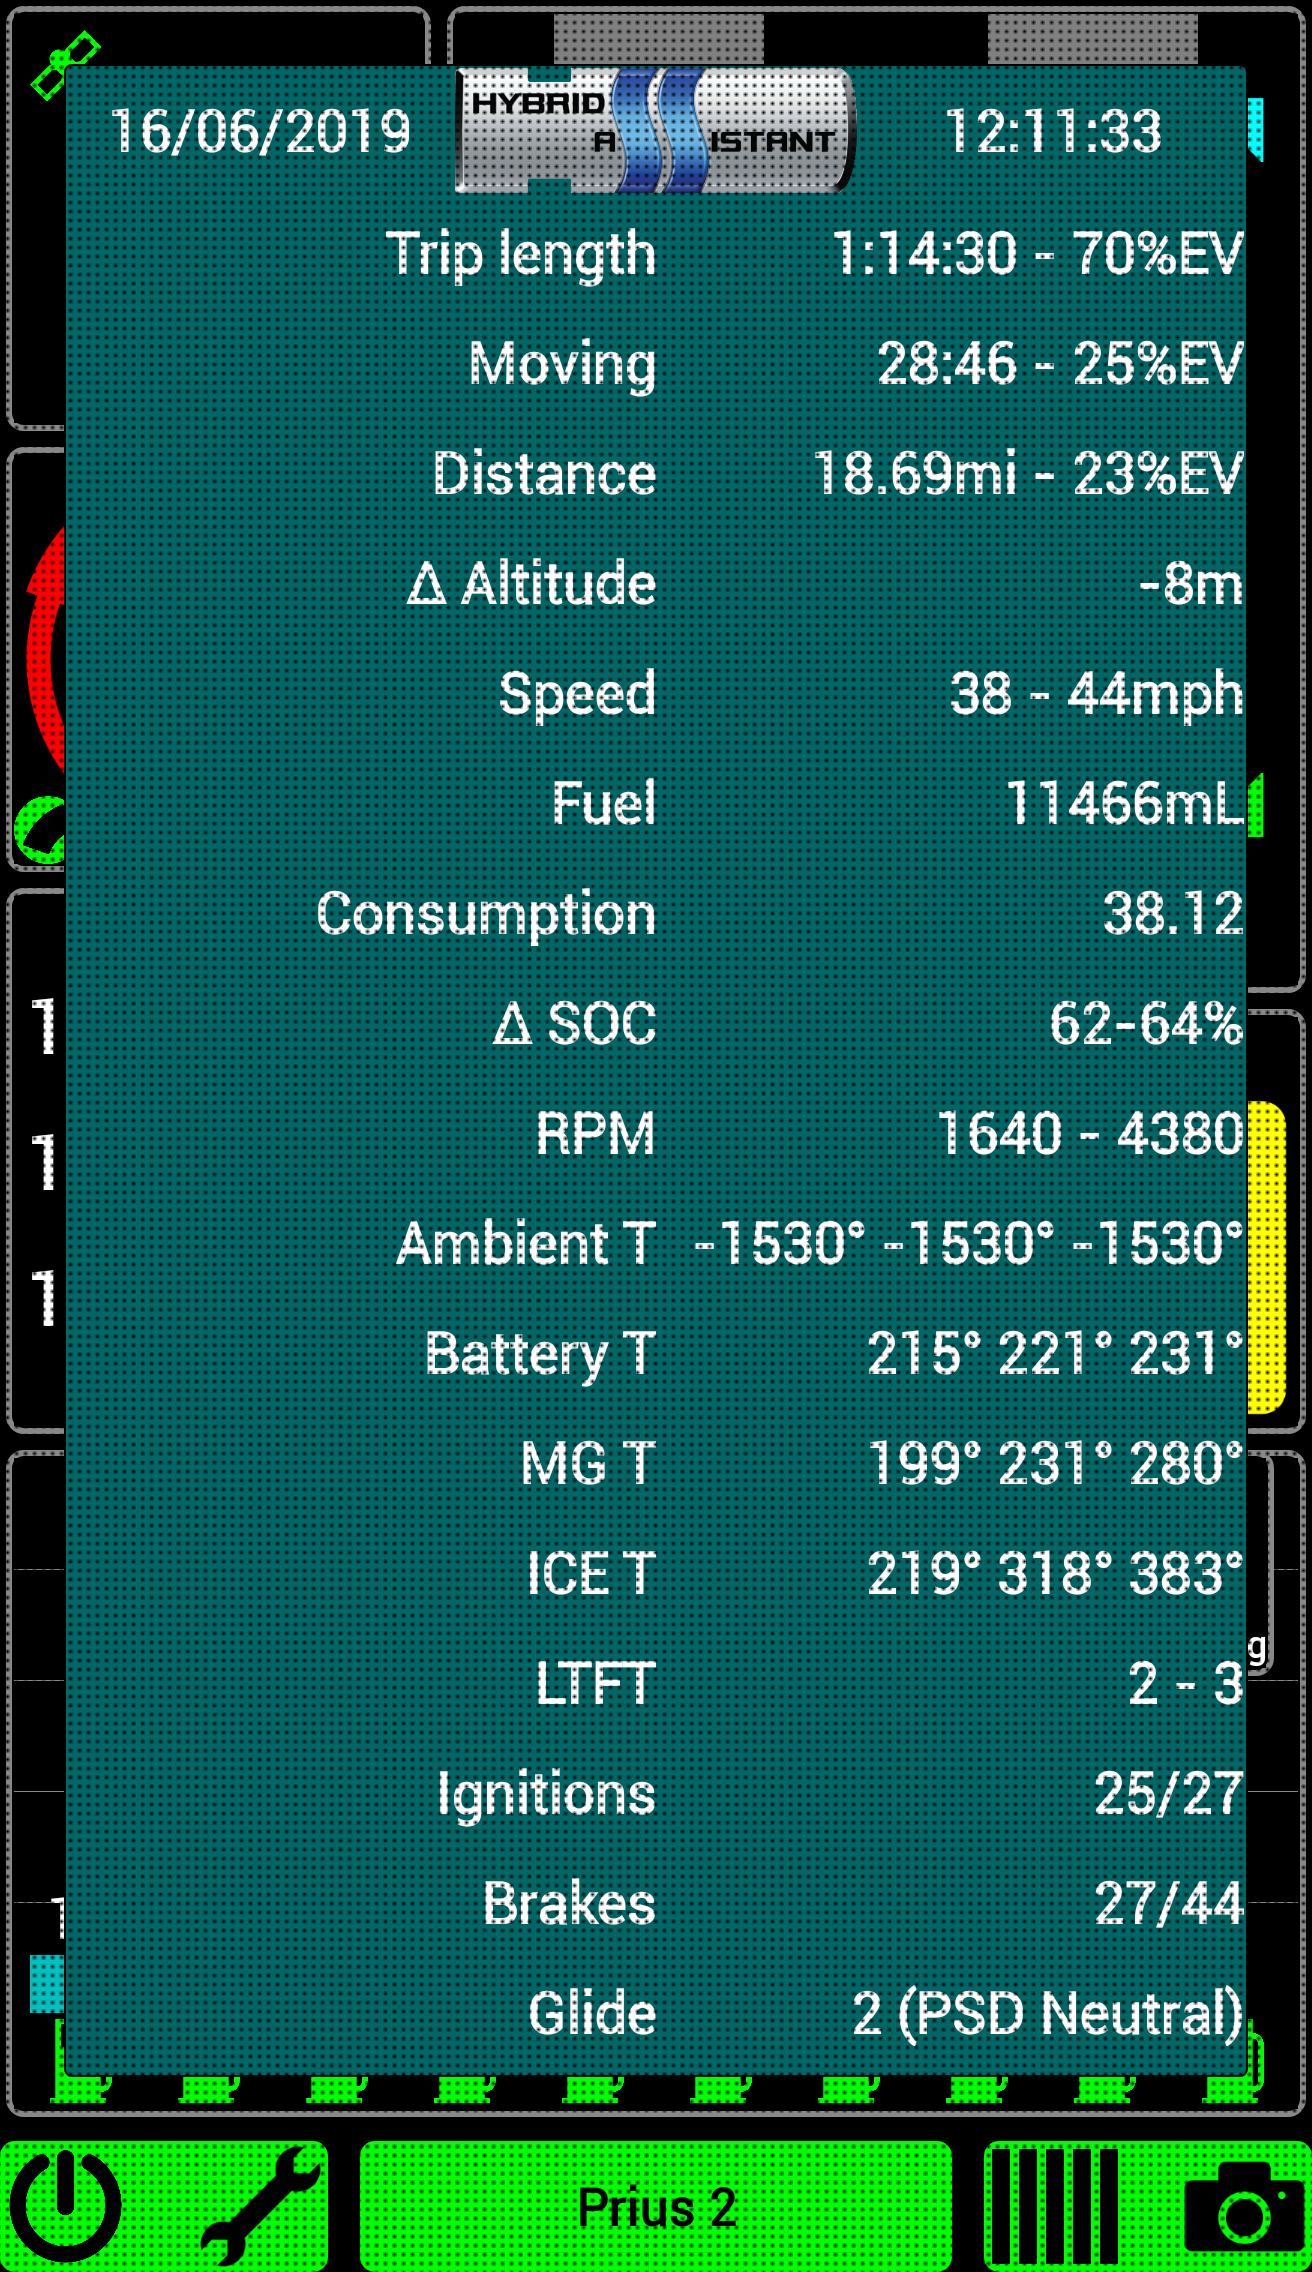 HYBRID
16/06/2019
12:11:33
A ISTANT
Trip length 1:14:30 - 70%EV
Moving 28:46 - 25%EV
Distance 18.69mi - 23%EV
Δ Altitude -8m
Speed 38 - 44mph
Fuel 11466mL
Consumption 38.12
1
Δ SOC 62-64%
RPM 1640 - 4380
1
Ambient T -1530° -1530° -1530°
1
Battery T 215° 221° 231°
MG T 199° 231° 280°
ICE T 219° 318° 383°
g
LTFT 2 - 3
Ignitions 25/27
Brakes 27/44
Glide 2 (PSD Neutral)
Prius 2